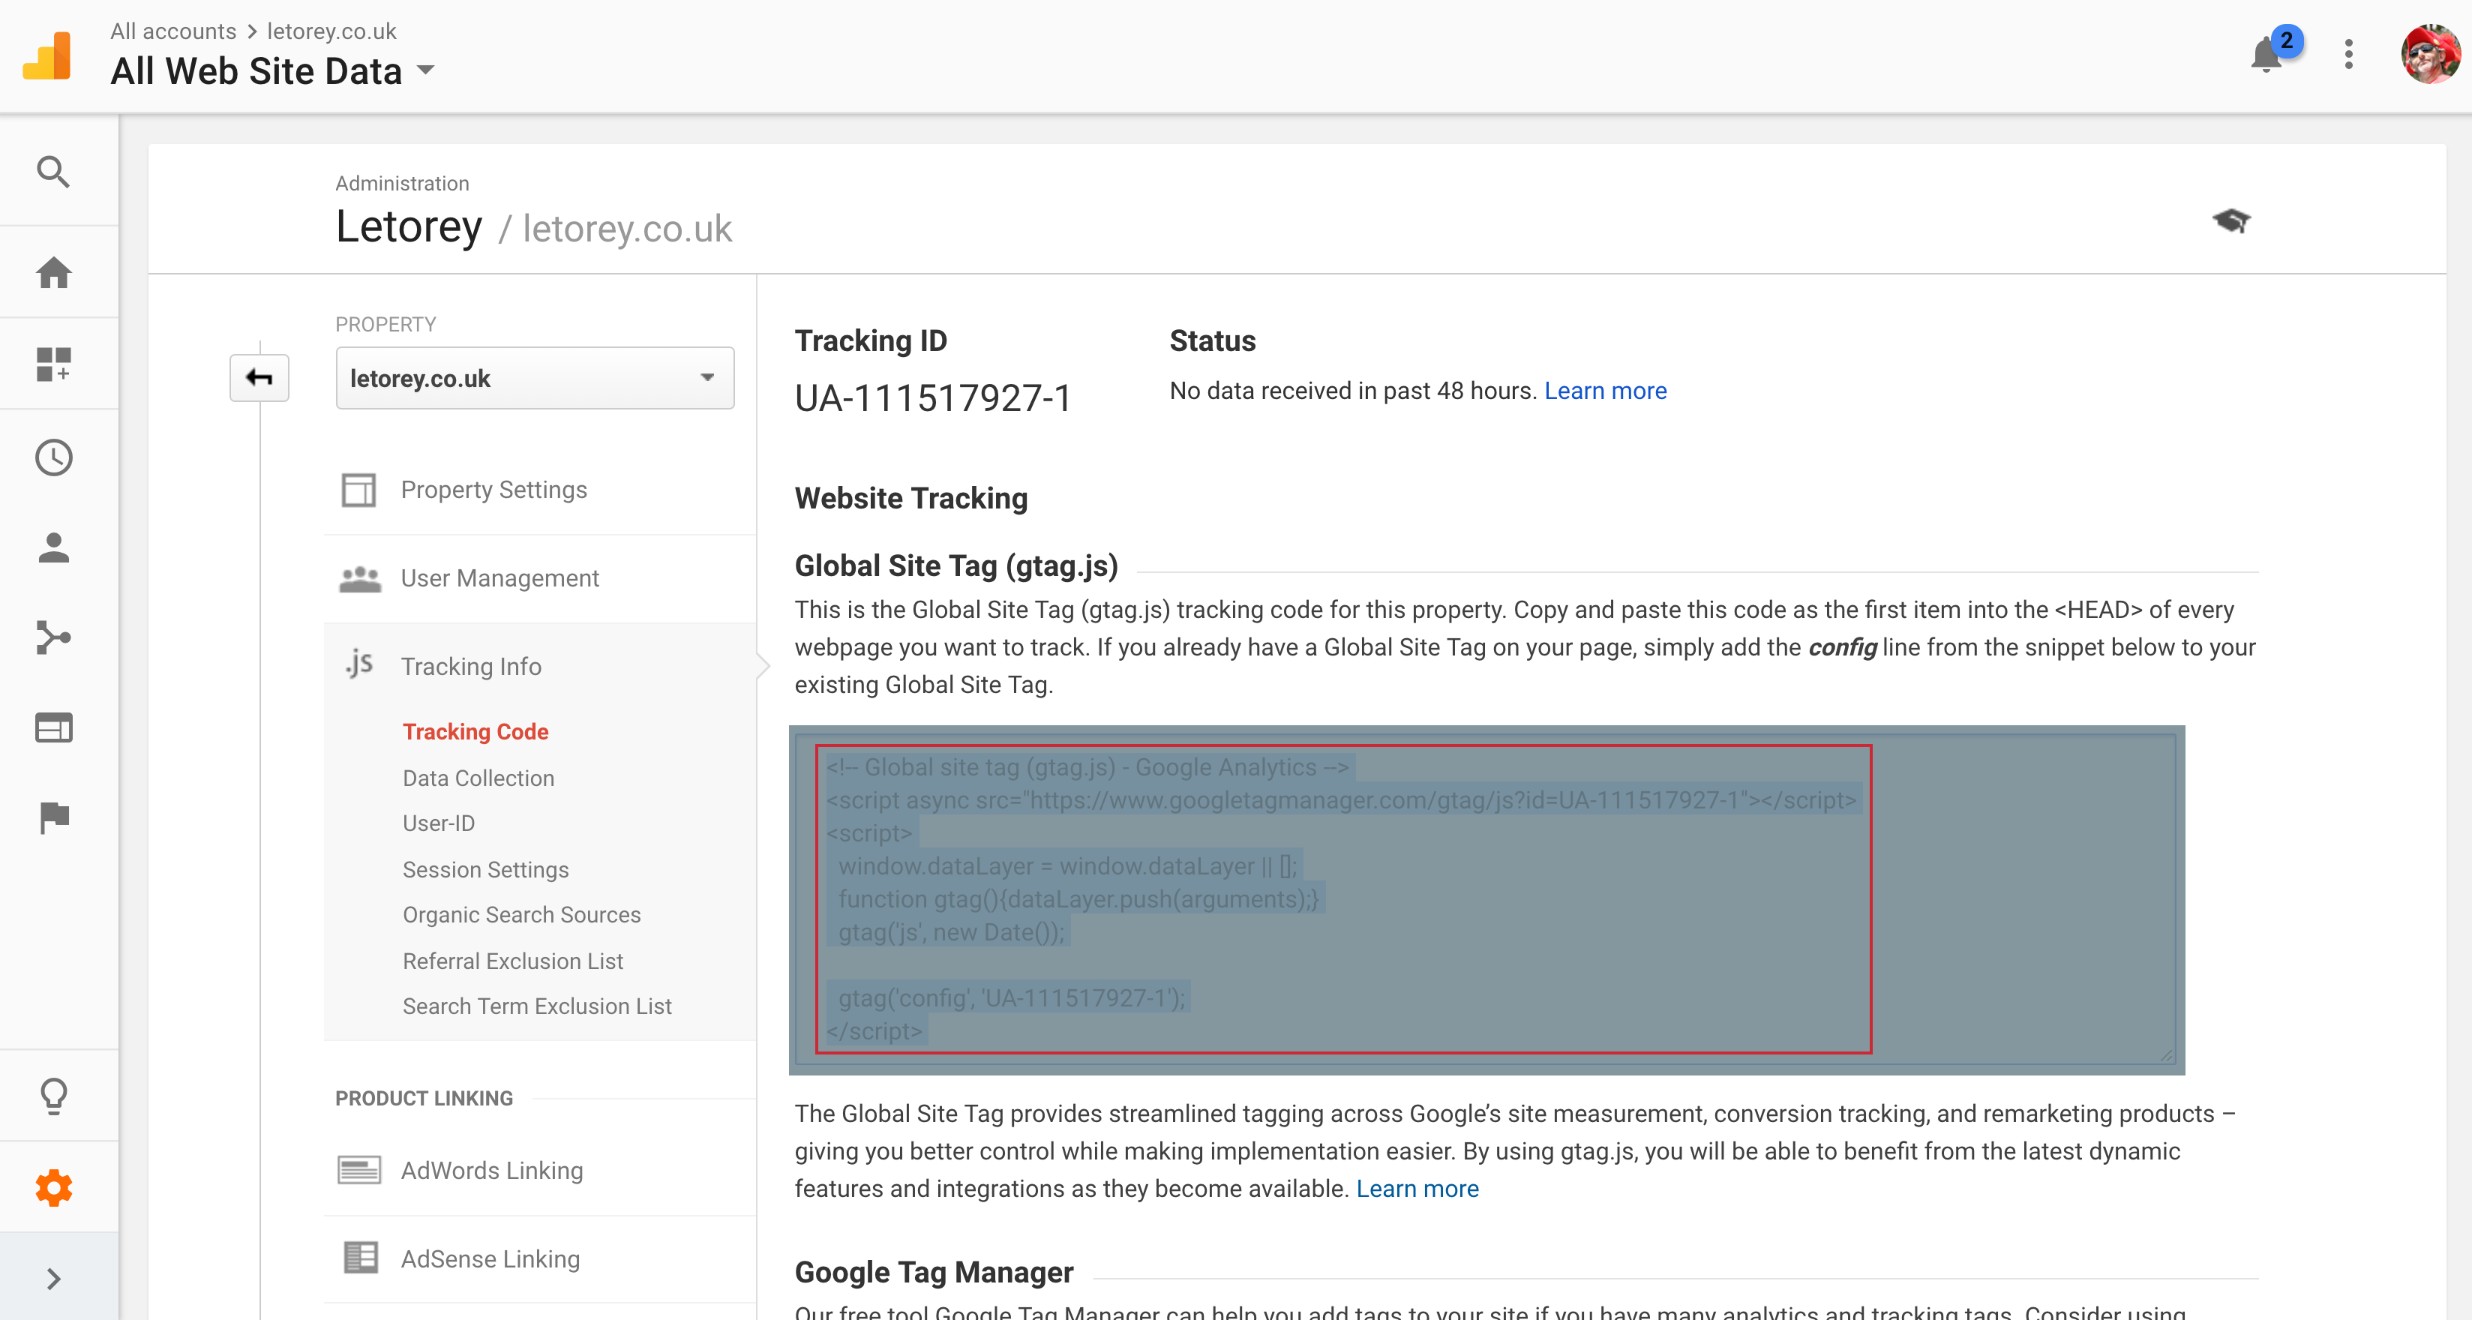 All accounts > letorey.co.uk
All Web Site Data
2
Administration
Letorey / letorey.co.uk
PROPERTY
letorey.co.uk
Property Settings
User Management
.js Tracking Info
Tracking Code
Data Collection
User-ID
Session Settings
Organic Search Sources
Referral Exclusion List
Search Term Exclusion List
PRODUCT LINKING
AdWords Linking
AdSense Linking
Tracking ID
UA-111517927-1
Status
No data received in past 48 hours. Learn more
Website Tracking
Global Site Tag (gtag.js)
This is the Global Site Tag (gtag.js) tracking code for this property. Copy and paste this code as the first item into the <HEAD> of every
webpage you want to track. If you already have a Global Site Tag on your page, simply add the config line from the snippet below to your
existing Global Site Tag.
<!-- Global site tag (gtag.js) - Google Analytics -->
<script async src="https://www.googletagmanager.com/gtag/js?id=UA-111517927-1"></script>
<script>
window.dataLayer = window.dataLayer || [];
function gtag(){dataLayer.push(arguments);}
gtag('js', new Date());
gtag('config', 'UA-111517927-1');
</script>
The Global Site Tag provides streamlined tagging across Google’s site measurement, conversion tracking, and remarketing products –
giving you better control while making implementation easier. By using gtag.js, you will be able to benefit from the latest dynamic
features and integrations as they become available. Learn more
Google Tag Manager
Our free tool Google Tag Manager can help you add tags to your site if you have many analytics and tracking tags. Consider using